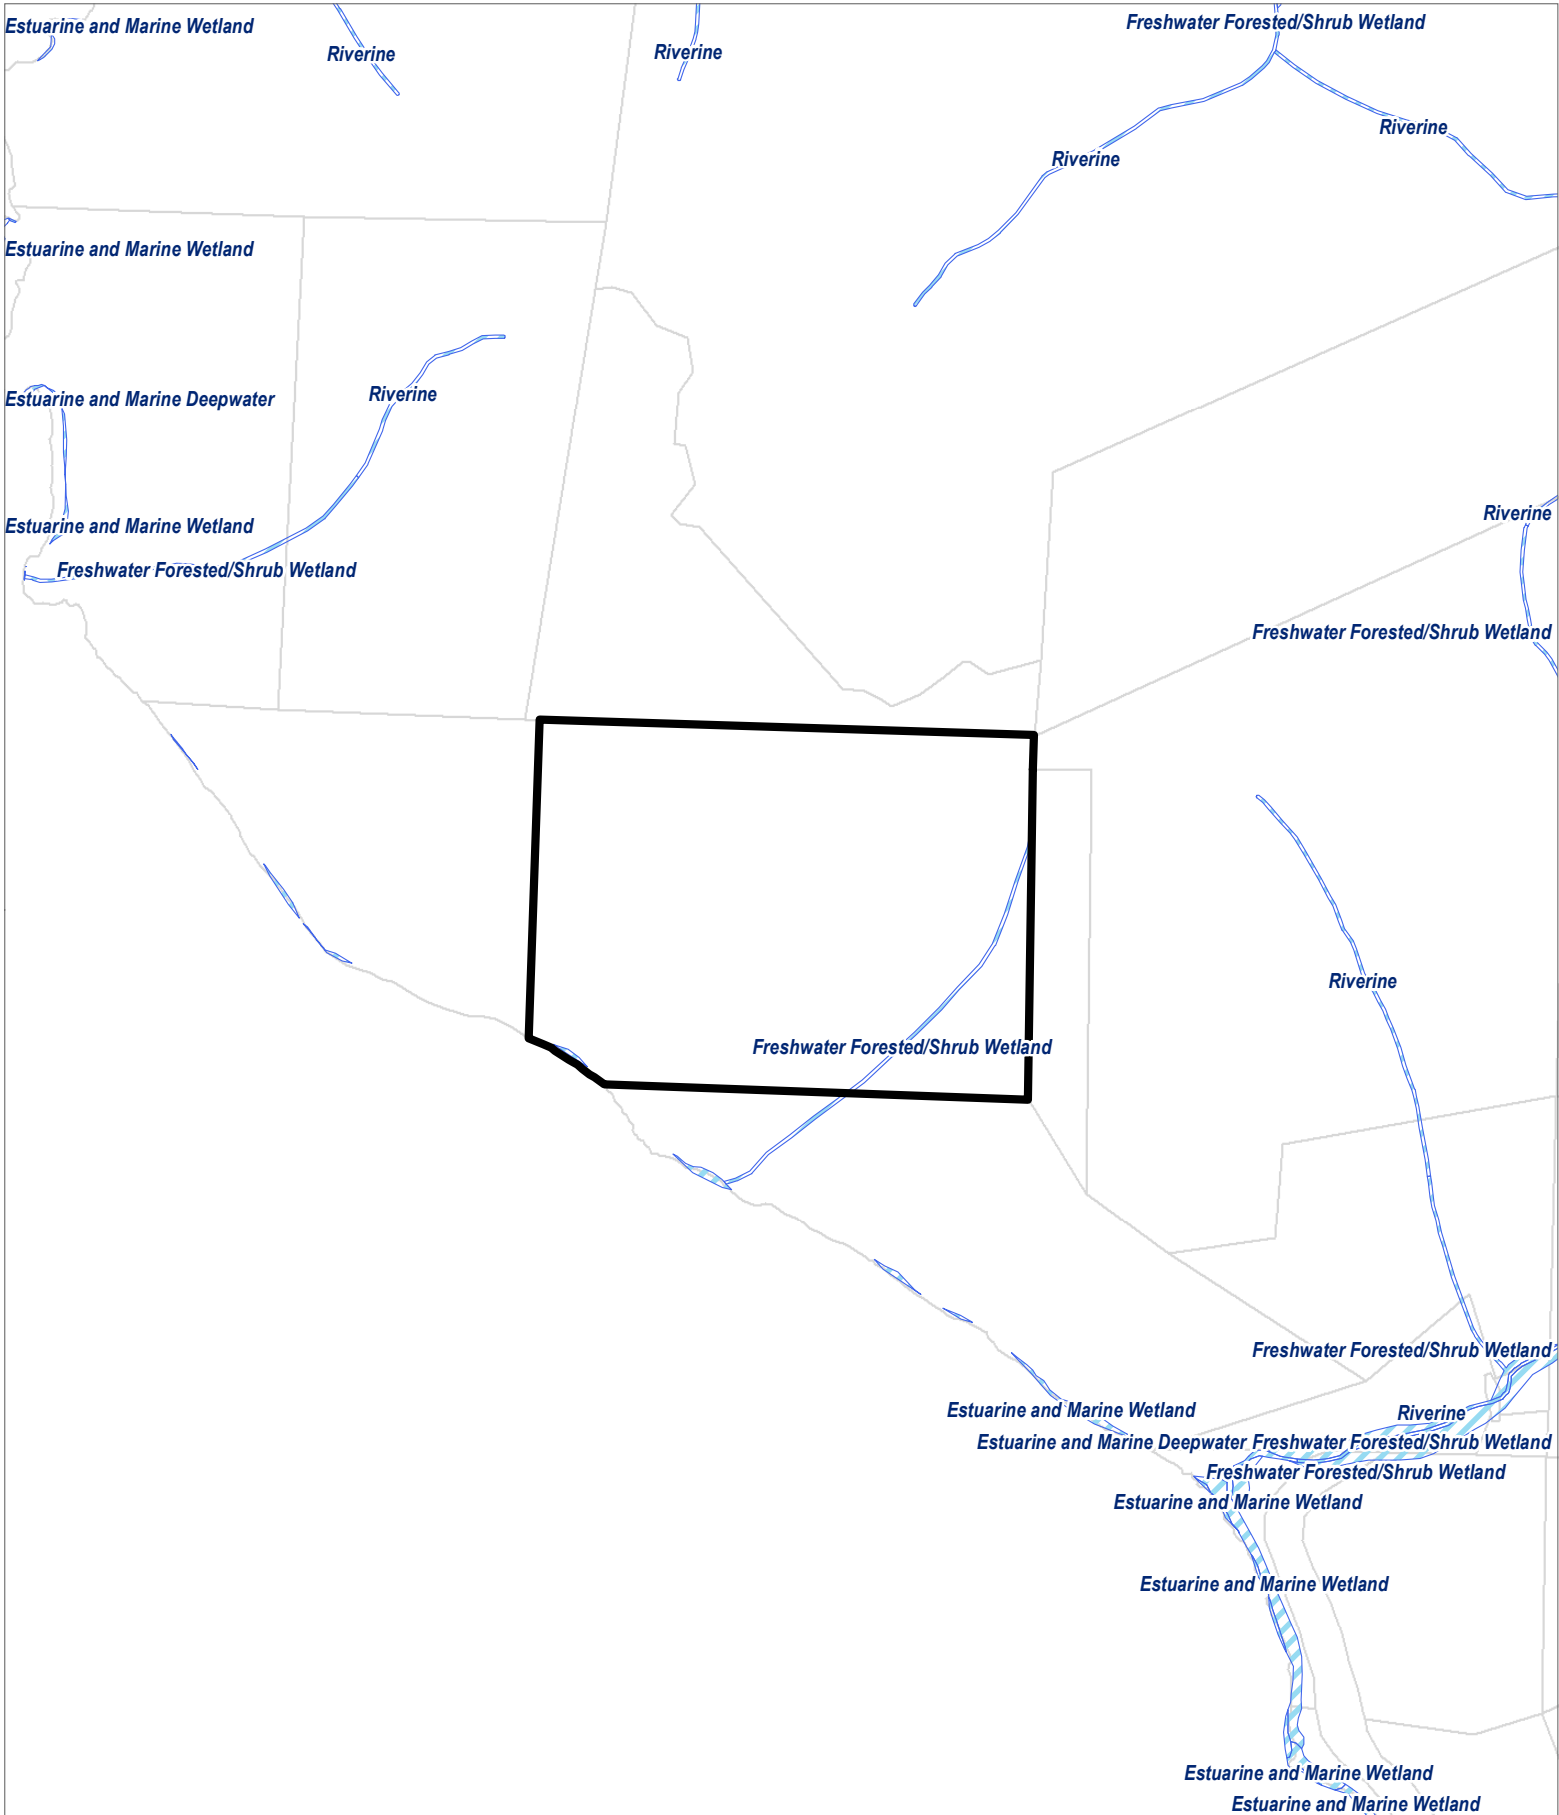 Estuarine and Marine Wetland
Freshwater Forested/Shrub Wetland
Riverine
Riverine
Riverine
Riverine
Estuarine and Marine Wetland
Estuarine and Marine Deepwater
Riverine
Riverine
Estuarine and Marine Wetland
Freshwater Forested/Shrub Wetland
Freshwater Forested/Shrub Wetland
Riverine
Freshwater Forested/Shrub Wetland
Freshwater Forested/Shrub Wetland
Estuarine and Marine Wetland
Riverine
Estuarine and Marine Deepwater
Freshwater Forested/Shrub Wetland
Freshwater Forested/Shrub Wetland
Estuarine and Marine Wetland
Estuarine and Marine Wetland
Estuarine and Marine Wetland
Estuarine and Marine Wetland